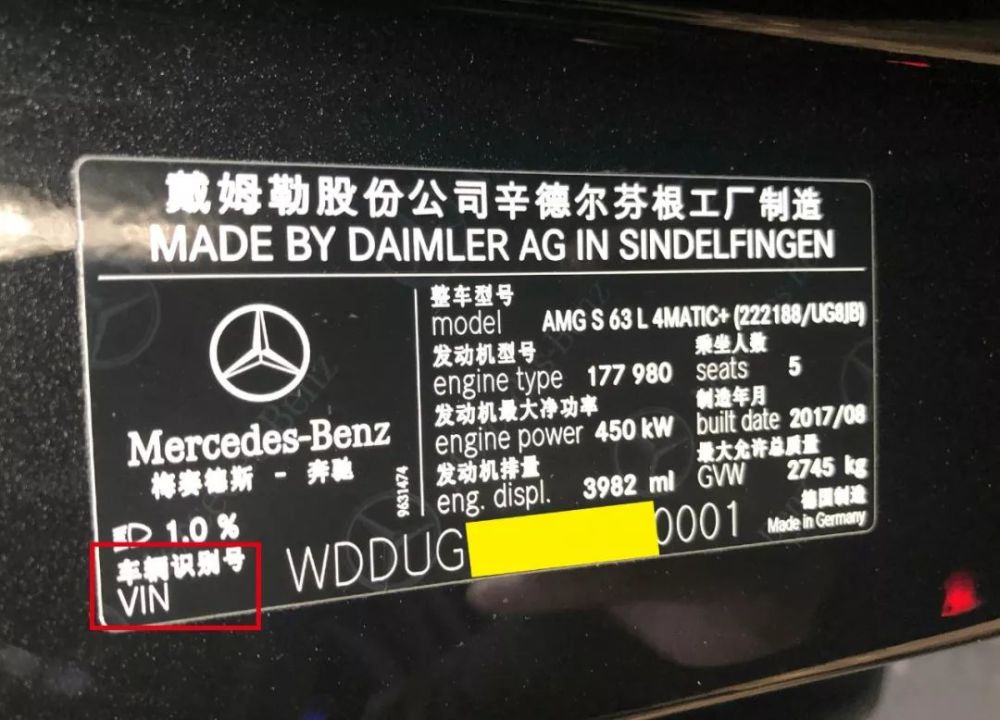 戴姆勒股份公司辛德尔芬根工厂制造
MADE BY DAIMLER AG IN SINDELFINGEN
Mercedes-Benz
梅赛德斯 - 奔驰
9631474
整车型号
model AMG S 63 L 4MATIC+ (222188/UG8JB)
发动机型号
engine type 177 980
乘坐人数
seats 5
发动机最大净功率
engine power 450 kW
制造年月
built date 2017/08
发动机排量
eng. displ. 3982 ml
最大允许总质量
GVW 2745 kg
德国制造
Made in Germany
1.0 %
车辆识别号
VIN WDDUG 0001